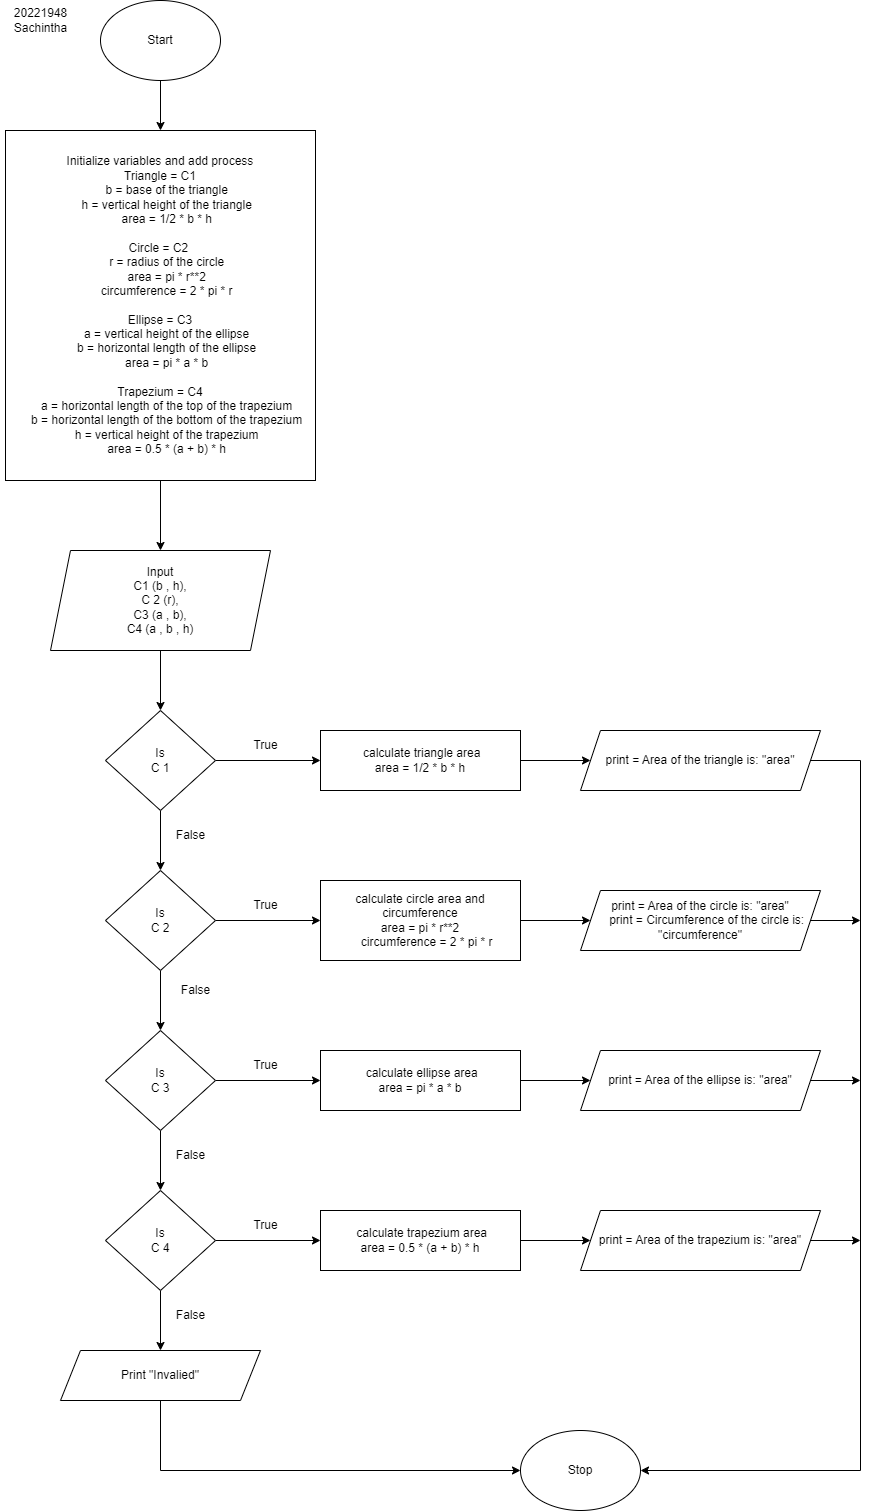 20221948
Sachintha
Start
Initialize variables and add process
Triangle = C1
b = base of the triangle
h = vertical height of the triangle
area = 1/2 * b * h
Circle = C2
r = radius of the circle
area = pi * r**2
circumference = 2 * pi * r
Ellipse = C3
a = vertical height of the ellipse
b = horizontal length of the ellipse
area = pi * a * b
Trapezium = C4
a = horizontal length of the top of the trapezium
b = horizontal length of the bottom of the trapezium
h = vertical height of the trapezium
area = 0.5 * (a + b) * h
Input
C1 (b , h),
C 2 (r),
C3 (a , b),
C4 (a , b , h)
Is
C 1
True
calculate triangle area
area = 1/2 * b * h
print = Area of the triangle is: "area"
False
Is
C 2
True
calculate circle area and
circumference
area = pi * r**2
circumference = 2 * pi * r
print = Area of the circle is: "area"
print = Circumference of the circle is:
"circumference"
False
Is
C 3
True
calculate ellipse area
area = pi * a * b
print = Area of the ellipse is: "area"
False
Is
C 4
True
calculate trapezium area
area = 0.5 * (a + b) * h
print = Area of the trapezium is: "area"
False
Print "Invalied"
Stop